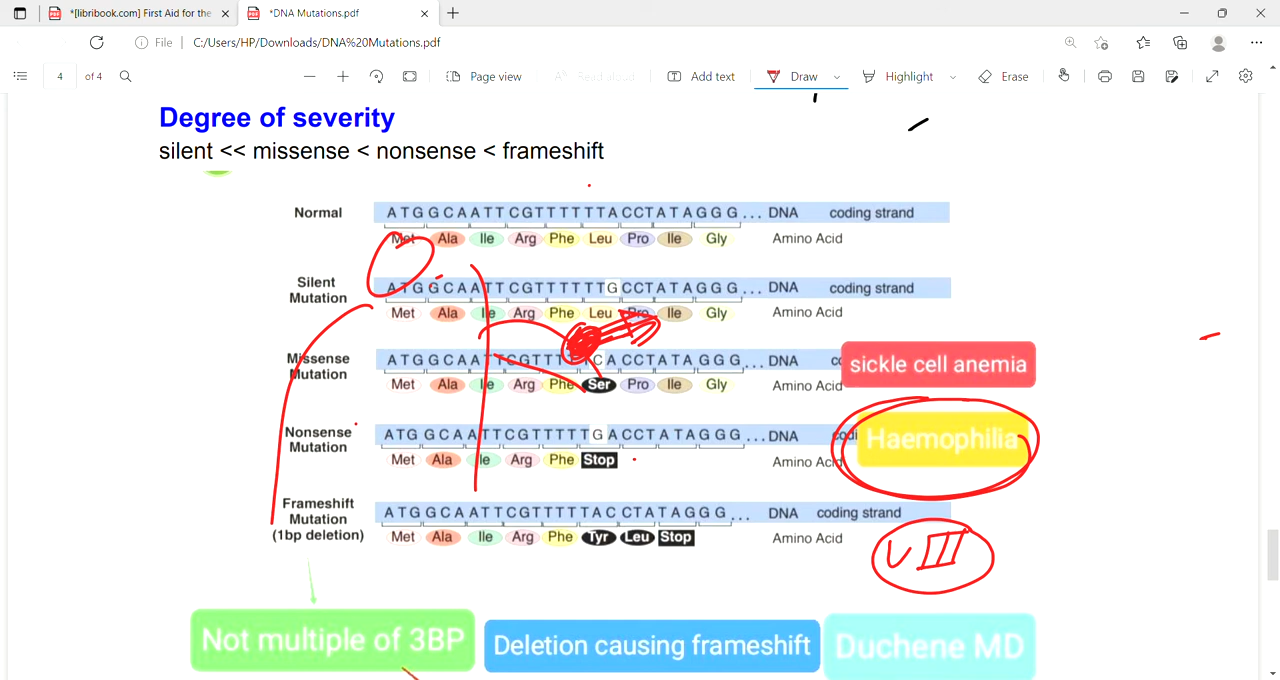 *[libribook.com] First Aid for the
*DNA Mutations.pdf
File
C:/Users/HP/Downloads/DNA%20Mutations.pdf
4 of 4
Page view
Read aloud
Add text
Draw
Highlight
Erase
Degree of severity
silent << missense < nonsense < frameshift
Normal
ATGGCAATTCGTTTTTTACCTATAGGG... DNA coding strand
Met Ala Ile Arg Phe Leu Pro Ile Gly Amino Acid
Silent
Mutation
ATGGCAATTCGTTTTTTGCCTATAGGG... DNA coding strand
Met Ala Ile Arg Phe Leu Pro Ile Gly Amino Acid
Missense
Mutation
ATGGCAATTCGTTTTTCACCTATAGGG... DNA
sickle cell anemia
Met Ala Ile Arg Phe Ser Pro Ile Gly Amino Acid
Nonsense
Mutation
ATGGCAATTCGTTTTTGACCTATAGGG... DNA codi
Haemophilia
Met Ala Ile Arg Phe Stop Amino Acid
Frameshift
Mutation
(1bp deletion)
ATGGCAATTCGTTTTTACCTATAGGG... DNA coding strand
Met Ala Ile Arg Phe Tyr Leu Stop Amino Acid
VIII
Not multiple of 3BP
Deletion causing frameshift
Duchene MD